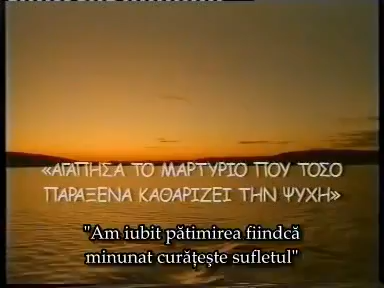 «ΑΓΑΠΗΣΑ ΤΟ ΜΑΡΤΥΡΙΟ ΠΟΥ ΤΟΣΟ
ΠΑΡΑΞΕΝΑ ΚΑΘΑΡΙΖΕΙ ΤΗΝ ΨΥΧΗ»
"Am iubit pătimirea fiindcă
minunat curăţeşte sufletul"